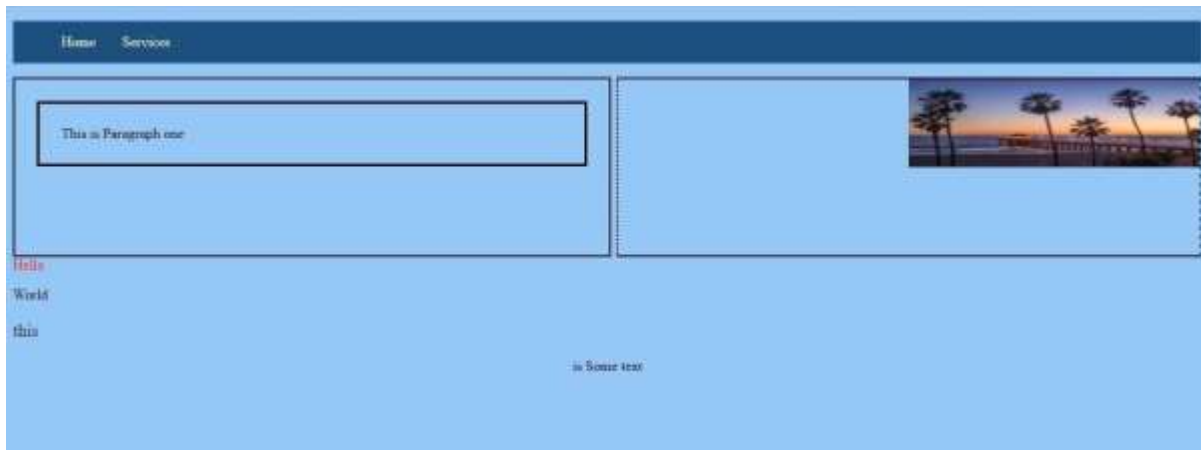 Home Services
This is Paragraph one
Hello
World
this
is Some text